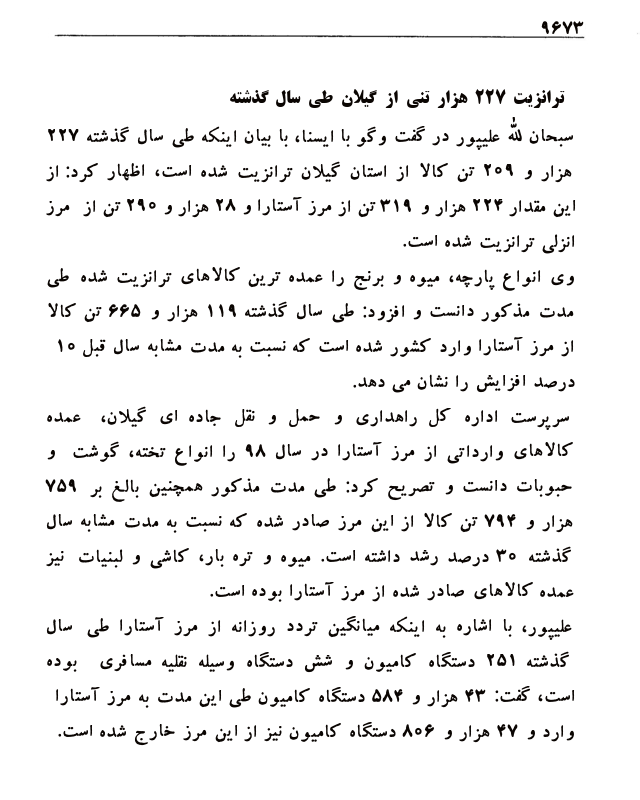 ۹۶۷۳
ترانزیت ۲۲۷ هزار تنی از گیلان طی سال گذشته
سبحان الله علیپور در گفت وگو با ایسنا، با بیان اینکه طی سال گذشته ۲۲۷
هزار و ۲۰۹ تن کالا از استان گیلان ترانزیت شده است، اظهار کرد: از
این مقدار ۲۲۴ هزار و ۳۱۹ تن از مرز آستارا و ۲۸ هزار و ۲۹۰ تن از مرز
انزلی ترانزیت شده است.
وی انواع پارچه، میوه و برنج را عمده ترین کالاهای ترانزیت شده طی
مدت مذکور دانست و افزود: طی سال گذشته ۱۱۹ هزار و ۶۶۵ تن کالا
از مرز آستارا وارد کشور شده است که نسبت به مدت مشابه سال قبل ۱۰
درصد افزایش را نشان می دهد.
سرپرست اداره کل راهداری و حمل و نقل جاده ای گیلان، عمده
کالاهای وارداتی از مرز آستارا در سال ۹۸ را انواع تخته، گوشت و
حبوبات دانست و تصریح کرد: طی مدت مذکور همچنین بالغ بر ۷۵۹
هزار و ۷۹۴ تن کالا از این مرز صادر شده که نسبت به مدت مشابه سال
گذشته ۳۰ درصد رشد داشته است. میوه و تره بار، کاشی و لبنیات نیز
عمده کالاهای صادر شده از مرز آستارا بوده است.
علیپور، با اشاره به اینکه میانگین تردد روزانه از مرز آستارا طی سال
گذشته ۲۵۱ دستگاه کامیون و شش دستگاه وسیله نقلیه مسافری بوده
است، گفت: ۴۳ هزار و ۵۸۴ دستگاه کامیون طی این مدت به مرز آستارا
وارد و ۴۷ هزار و ۸۰۶ دستگاه کامیون نیز از این مرز خارج شده است.